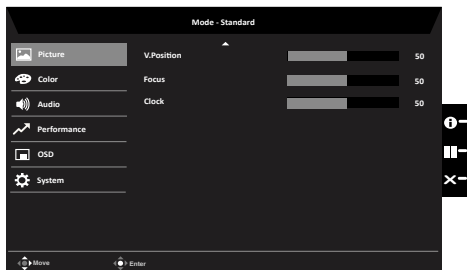 Mode - Standard
Picture
V.Position 50
Color
Focus 50
Audio
Clock 50
Performance
OSD
System
Move Enter